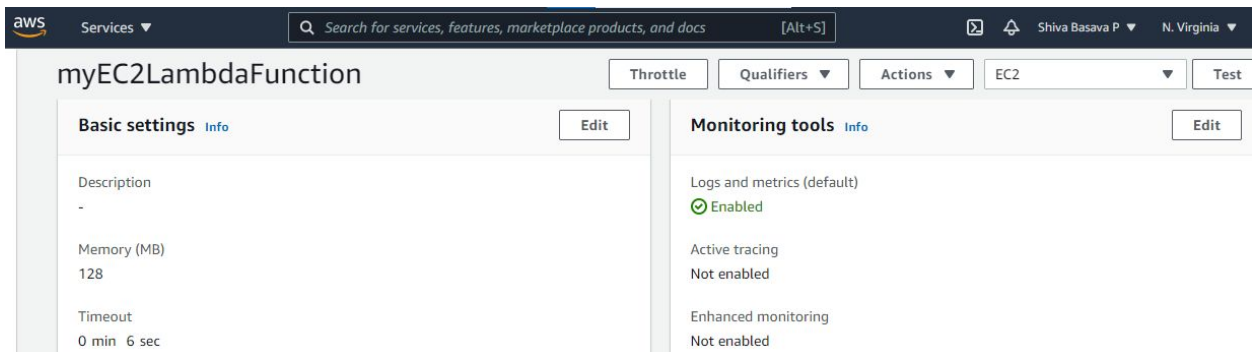 aws Services ▼ Search for services, features, marketplace products, and docs [Alt+S] Shiva Basava P ▼ N. Virginia ▼
myEC2LambdaFunction Throttle Qualifiers ▼ Actions ▼ EC2 ▼ Test
Basic settings Info Edit
Description
-
Memory (MB)
128
Timeout
0 min 6 sec
Monitoring tools Info Edit
Logs and metrics (default)
Enabled
Active tracing
Not enabled
Enhanced monitoring
Not enabled